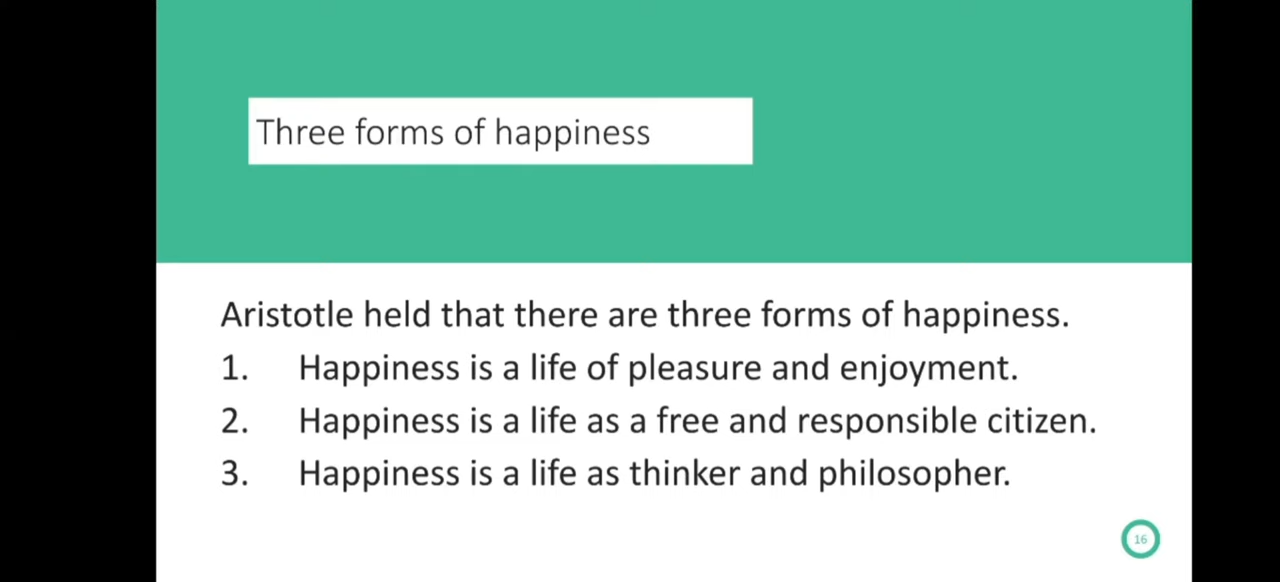 Three forms of happiness
Aristotle held that there are three forms of happiness.
1. Happiness is a life of pleasure and enjoyment.
2. Happiness is a life as a free and responsible citizen.
3. Happiness is a life as thinker and philosopher.
16